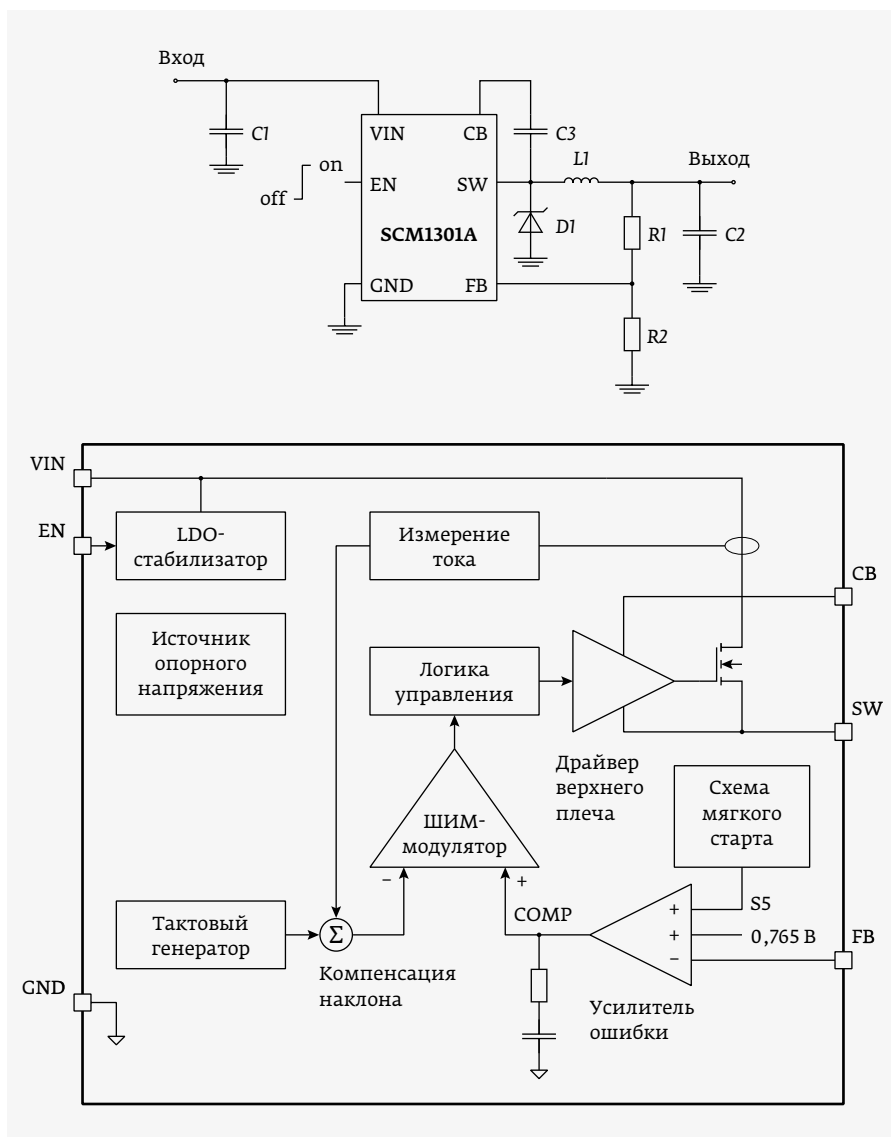 Вход
C1
VIN
CB
C3
on
off
EN
SW
L1
Выход
SCM1301A
D1
R1
C2
GND
FB
R2
VIN
EN
LDO-
стабилизатор
Измерение
тока
CB
Источник
опорного
напряжения
Логика
управления
SW
Драйвер
верхнего
плеча
Схема
мягкого
старта
ШИМ-
модулятор
–
+
COMP
+
S5
+
0,765 В
–
FB
Тактовый
генератор
Σ
Компенсация
наклона
GND
Усилитель
ошибки